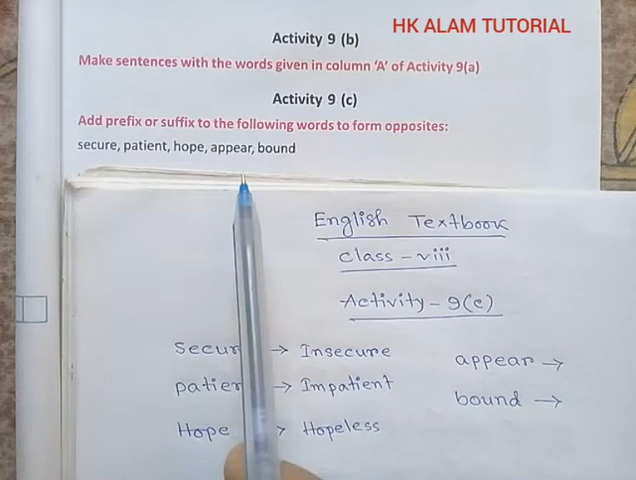 Activity 9 (b)
HK ALAM TUTORIAL
Make sentences with the words given in column ‘A’ of Activity 9(a)
Activity 9 (c)
Add prefix or suffix to the following words to form opposites:
secure, patient, hope, appear, bound
English Textbook
class - viii
Activity - 9(c)
Secur → Insecure
patien → Impatient
Hope → Hopeless
appear →
bound →